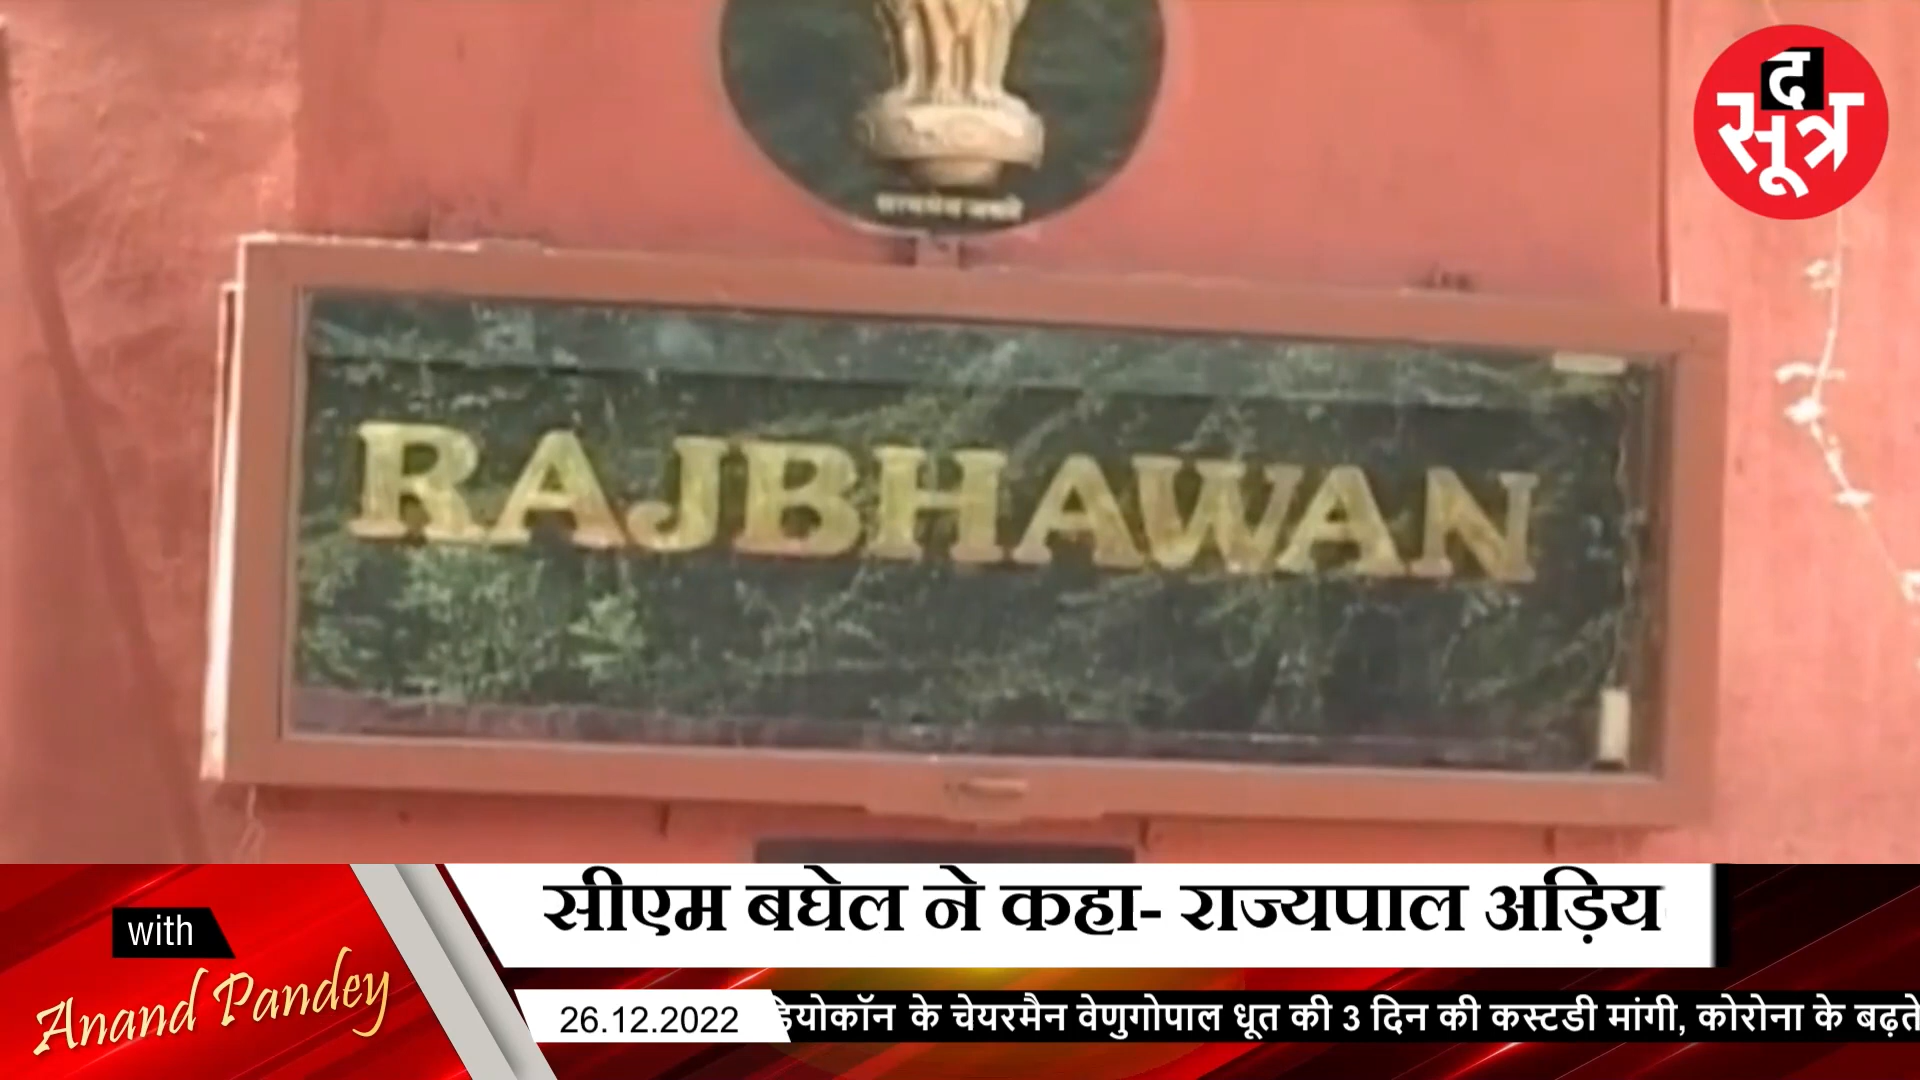 द
सूत्र
RAJBHAWAN
सीएम बघेल ने कहा- राज्यपाल अड़िय
with
Anand Pandey
26.12.2022
डियोकॉन के चेयरमैन वेणुगोपाल धूत की 3 दिन की कस्टडी मांगी, कोरोना के बढ़ते